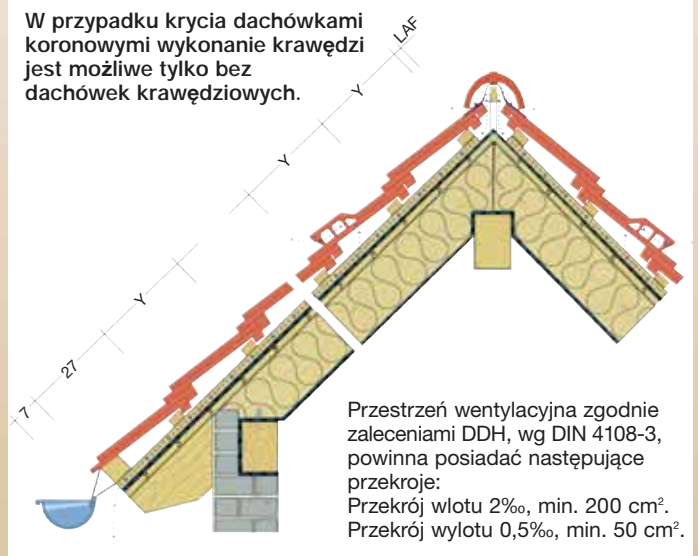 W przypadku krycia dachówkami
koronowymi wykonanie krawędzi
jest możliwe tylko bez
dachówek krawędziowych.
LAF
Y
Y
Y
27
7
Przestrzeń wentylacyjna zgodnie
zaleceniami DDH, wg DIN 4108-3,
powinna posiadać następujące
przekroje:
Przekrój wlotu 2‰, min. 200 cm².
Przekrój wylotu 0,5‰, min. 50 cm².